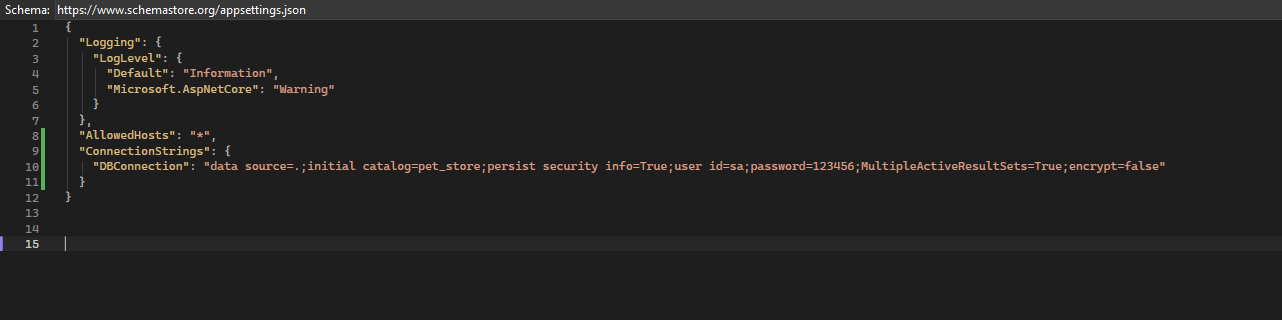 Schema: https://www.schemastore.org/appsettings.json
1 {
2 "Logging": {
3 "LogLevel": {
4 "Default": "Information",
5 "Microsoft.AspNetCore": "Warning"
6 }
7 },
8 "AllowedHosts": "*",
9 "ConnectionStrings": {
10 "DBConnection": "data source=.;initial catalog=pet_store;persist security info=True;user id=sa;password=123456;MultipleActiveResultSets=True;encrypt=false"
11 }
12 }
13
14
15